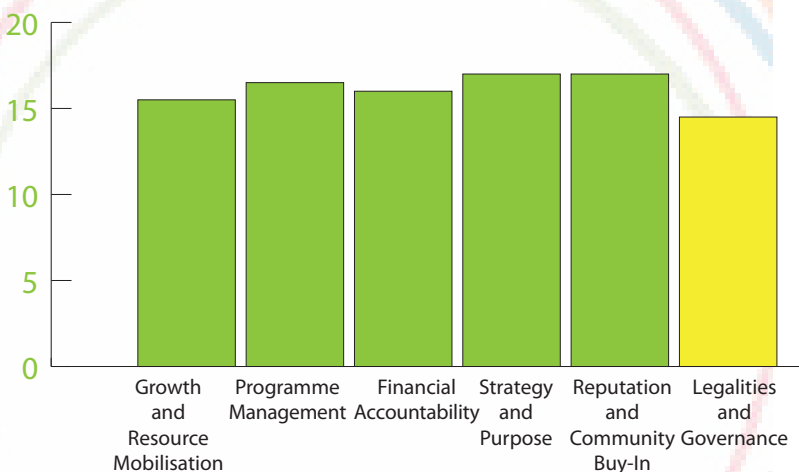 20
15
10
5
0
Growth
and
Resource
Mobilisation
Programme
Management
Financial
Accountability
Strategy
and
Purpose
Reputation
and
Community
Buy-In
Legalities
and
Governance